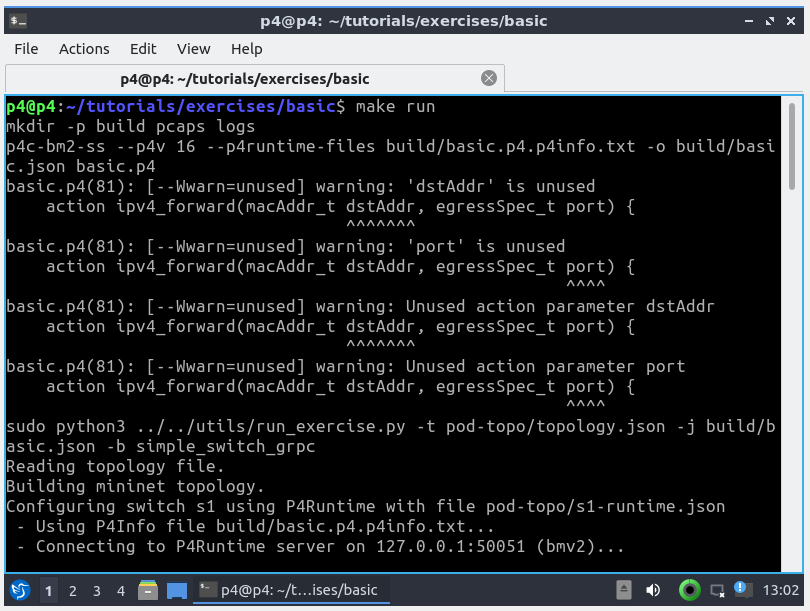 p4@p4: ~/tutorials/exercises/basic
File Actions Edit View Help
p4@p4: ~/tutorials/exercises/basic
p4@p4:~/tutorials/exercises/basic$ make run
mkdir -p build pcaps logs
p4c-bm2-ss --p4v 16 --p4runtime-files build/basic.p4.p4info.txt -o build/basi
c.json basic.p4
basic.p4(81): [--Wwarn=unused] warning: 'dstAddr' is unused
    action ipv4_forward(macAddr_t dstAddr, egressSpec_t port) {
                                  ^^^^^^^
basic.p4(81): [--Wwarn=unused] warning: 'port' is unused
    action ipv4_forward(macAddr_t dstAddr, egressSpec_t port) {
                                                        ^^^^
basic.p4(81): [--Wwarn=unused] warning: Unused action parameter dstAddr
    action ipv4_forward(macAddr_t dstAddr, egressSpec_t port) {
                                  ^^^^^^^
basic.p4(81): [--Wwarn=unused] warning: Unused action parameter port
    action ipv4_forward(macAddr_t dstAddr, egressSpec_t port) {
                                                        ^^^^
sudo python3 ../../utils/run_exercise.py -t pod-topo/topology.json -j build/b
asic.json -b simple_switch_grpc
Reading topology file.
Building mininet topology.
Configuring switch s1 using P4Runtime with file pod-topo/s1-runtime.json
 - Using P4Info file build/basic.p4.p4info.txt...
 - Connecting to P4Runtime server on 127.0.0.1:50051 (bmv2)...
1 2 3 4 p4@p4: ~/t…ises/basic 13:02